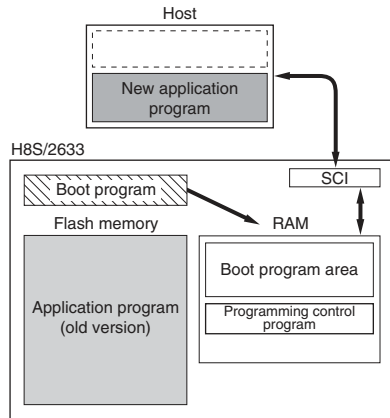 Host
New application
program
H8S/2633
SCI
Boot program
Flash memory
RAM
Boot program area
Application program
(old version)
Programming control
program